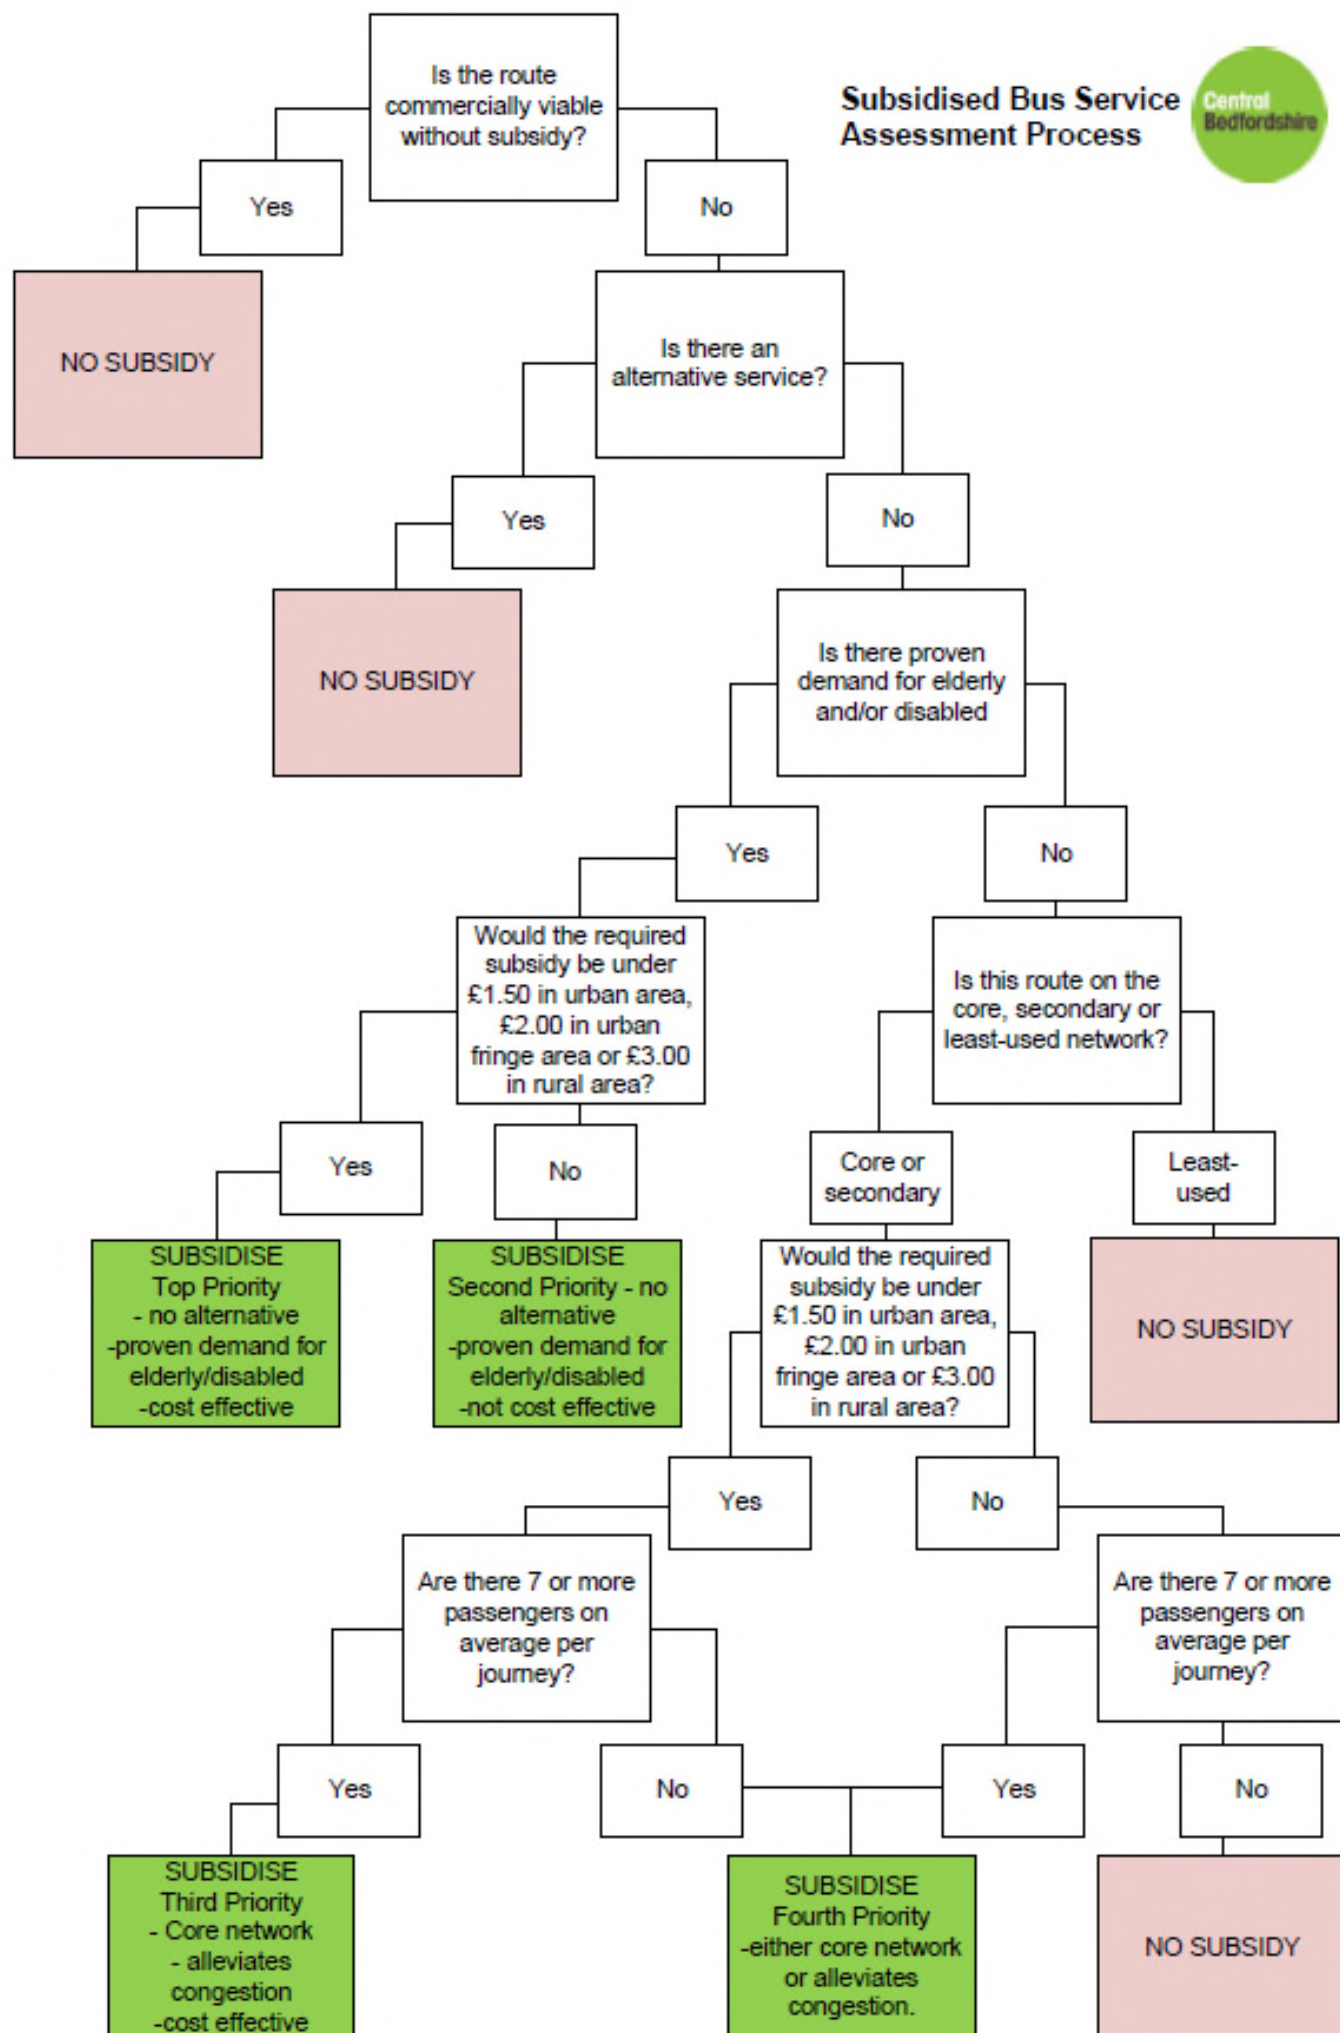 Is the route
commercially viable
without subsidy?
Subsidised Bus Service
Assessment Process
Central
Bedfordshire
Yes
No
NO SUBSIDY
Is there an
alternative service?
Yes
No
NO SUBSIDY
Is there proven
demand for elderly
and/or disabled
Yes
No
Would the required
subsidy be under
£1.50 in urban area,
£2.00 in urban
fringe area or £3.00
in rural area?
Is this route on the
core, secondary or
least-used network?
Yes
No
Core or
secondary
Least-
used
SUBSIDISE
Top Priority
- no alternative
-proven demand for
elderly/disabled
-cost effective
SUBSIDISE
Second Priority - no
alternative
-proven demand for
elderly/disabled
-not cost effective
Would the required
subsidy be under
£1.50 in urban area,
£2.00 in urban
fringe area or £3.00
in rural area?
NO SUBSIDY
Yes
No
Are there 7 or more
passengers on
average per
journey?
Are there 7 or more
passengers on
average per
journey?
Yes
No
Yes
No
SUBSIDISE
Third Priority
- Core network
- alleviates
congestion
-cost effective
SUBSIDISE
Fourth Priority
-either core network
or alleviates
congestion.
NO SUBSIDY